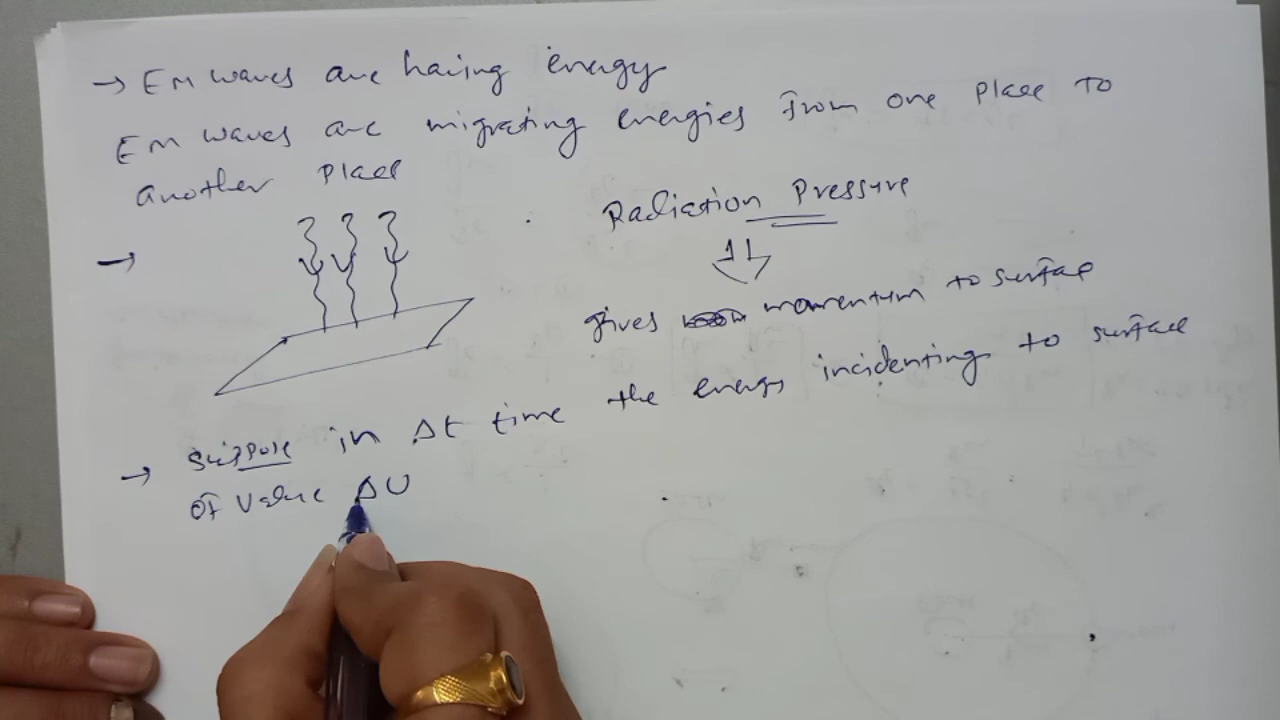 → EM waves are having energy
EM waves are migrating energies from one place to
another place
Radiation Pressure
→
gives momentum to surface
→ suppose in Δt time the energy incidenting to surface
of value ΔU